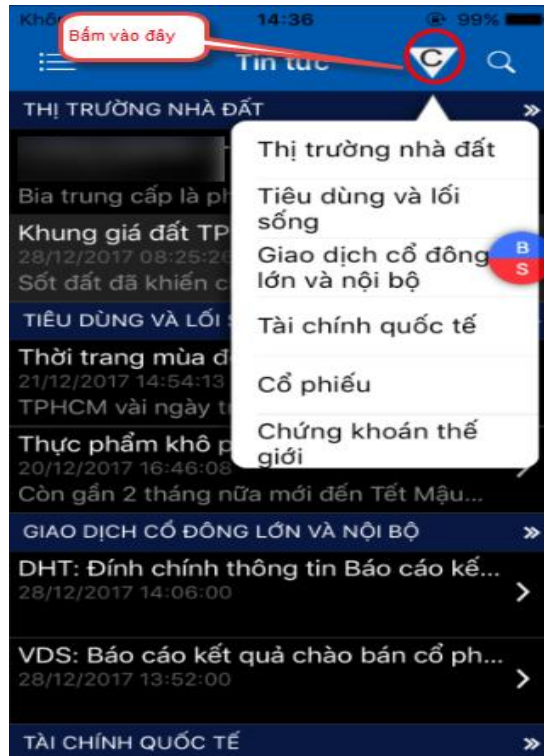 Khô
14:36
99%
Bấm vào đây
Tin tức
C
THỊ TRƯỜNG NHÀ ĐẤT
Bia trung cấp là ph
Khung giá đất TP
28/12/2017 08:25:26
Sốt đất đã khiến c
TIÊU DÙNG VÀ LỐI
Thời trang mùa đ
21/12/2017 14:54:13
TPHCM vài ngày t
Thực phẩm khô p
20/12/2017 16:46:08
Còn gần 2 tháng nữa mới đến Tết Mậu...
Thị trường nhà đất
Tiêu dùng và lối
sống
Giao dịch cổ đông
lớn và nội bộ
B
S
Tài chính quốc tế
Cổ phiếu
Chứng khoán thế
giới
GIAO DỊCH CỔ ĐÔNG LỚN VÀ NỘI BỘ
DHT: Đính chính thông tin Báo cáo kế...
28/12/2017 14:06:00
VDS: Báo cáo kết quả chào bán cổ ph...
28/12/2017 13:52:00
TÀI CHÍNH QUỐC TẾ